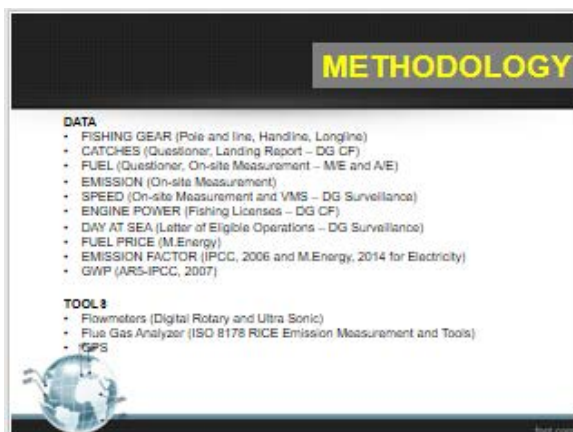 METHODOLOGY
DATA
• FISHING GEAR (Pole and line, Handline, Longline)
• CATCHES (Questioner, Landing Report – DG CF)
• FUEL (Questioner, On-site Measurement – M/E and A/E)
• EMISSION (On-site Measurement)
• SPEED (On-site Measurement and VMS – DG Surveillance)
• ENGINE POWER (Fishing Licenses – DG CF)
• DAY AT SEA (Letter of Eligible Operations – DG Surveillance)
• FUEL PRICE (M.Energy)
• EMISSION FACTOR (IPCC, 2006 and M.Energy, 2014 for Electricity)
• GWP (AR5-IPCC, 2007)
TOOLS
• Flowmeters (Digital Rotary and Ultra Sonic)
• Flue Gas Analyzer (ISO 8178 RICE Emission Measurement and Tools)
• GPS